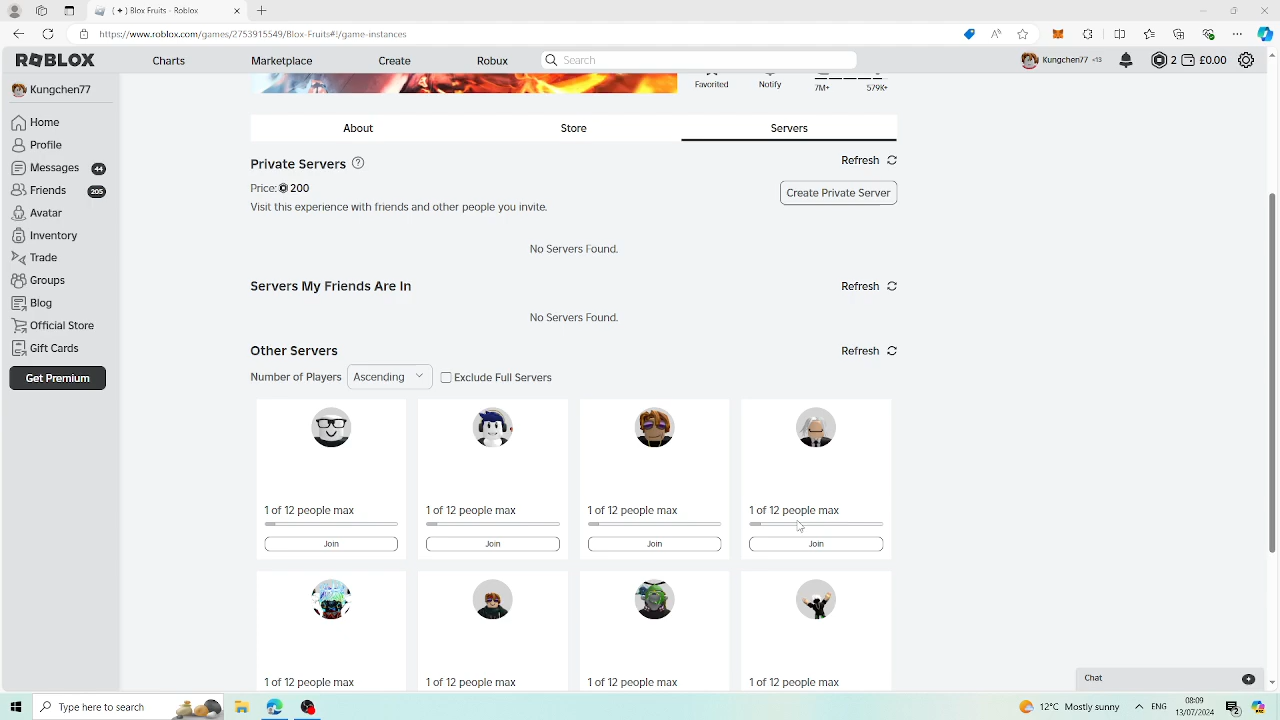 ( + ) Blox Fruits - Roblox
https://www.roblox.com/games/2753915549/Blox-Fruits#!/game-instances
ROBLOX Charts Marketplace Create Robux Search Kungchen77 +13 2 £0.00
Kungchen77
Home
Profile
Messages 44
Friends 205
Avatar
Inventory
Trade
Groups
Blog
Official Store
Gift Cards
Get Premium
Favorited Notify 7M+ 579K+
About Store Servers
Private Servers ? Refresh
Price: 200
Create Private Server
Visit this experience with friends and other people you invite.
No Servers Found.
Servers My Friends Are In Refresh
No Servers Found.
Other Servers Refresh
Number of Players Ascending Exclude Full Servers
1 of 12 people max 1 of 12 people max 1 of 12 people max 1 of 12 people max
Join Join Join Join
1 of 12 people max 1 of 12 people max 1 of 12 people max 1 of 12 people max
Chat
Type here to search 12°C Mostly sunny ENG 08:09
13/07/2024